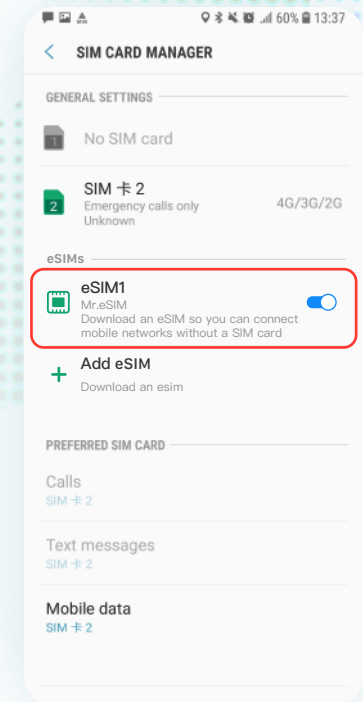 60% 13:37
SIM CARD MANAGER
GENERAL SETTINGS
1 No SIM card
SIM 卡 2
2 Emergency calls only 4G/3G/2G
Unknown
eSIMs
eSIM1
Mr.eSIM
Download an eSIM so you can connect
mobile networks without a SIM card
Add eSIM
Download an esim
PREFERRED SIM CARD
Calls
SIM 卡 2
Text messages
SIM 卡 2
Mobile data
SIM 卡 2